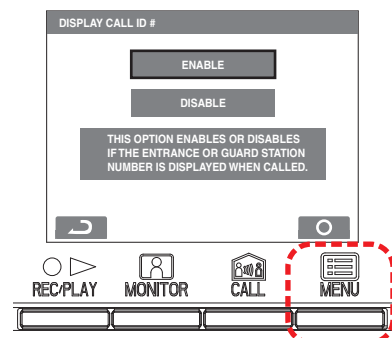 DISPLAY CALL ID #
ENABLE
DISABLE
THIS OPTION ENABLES OR DISABLES
IF THE ENTRANCE OR GUARD STATION
NUMBER IS DISPLAYED WHEN CALLED.
REC/PLAY MONITOR CALL MENU